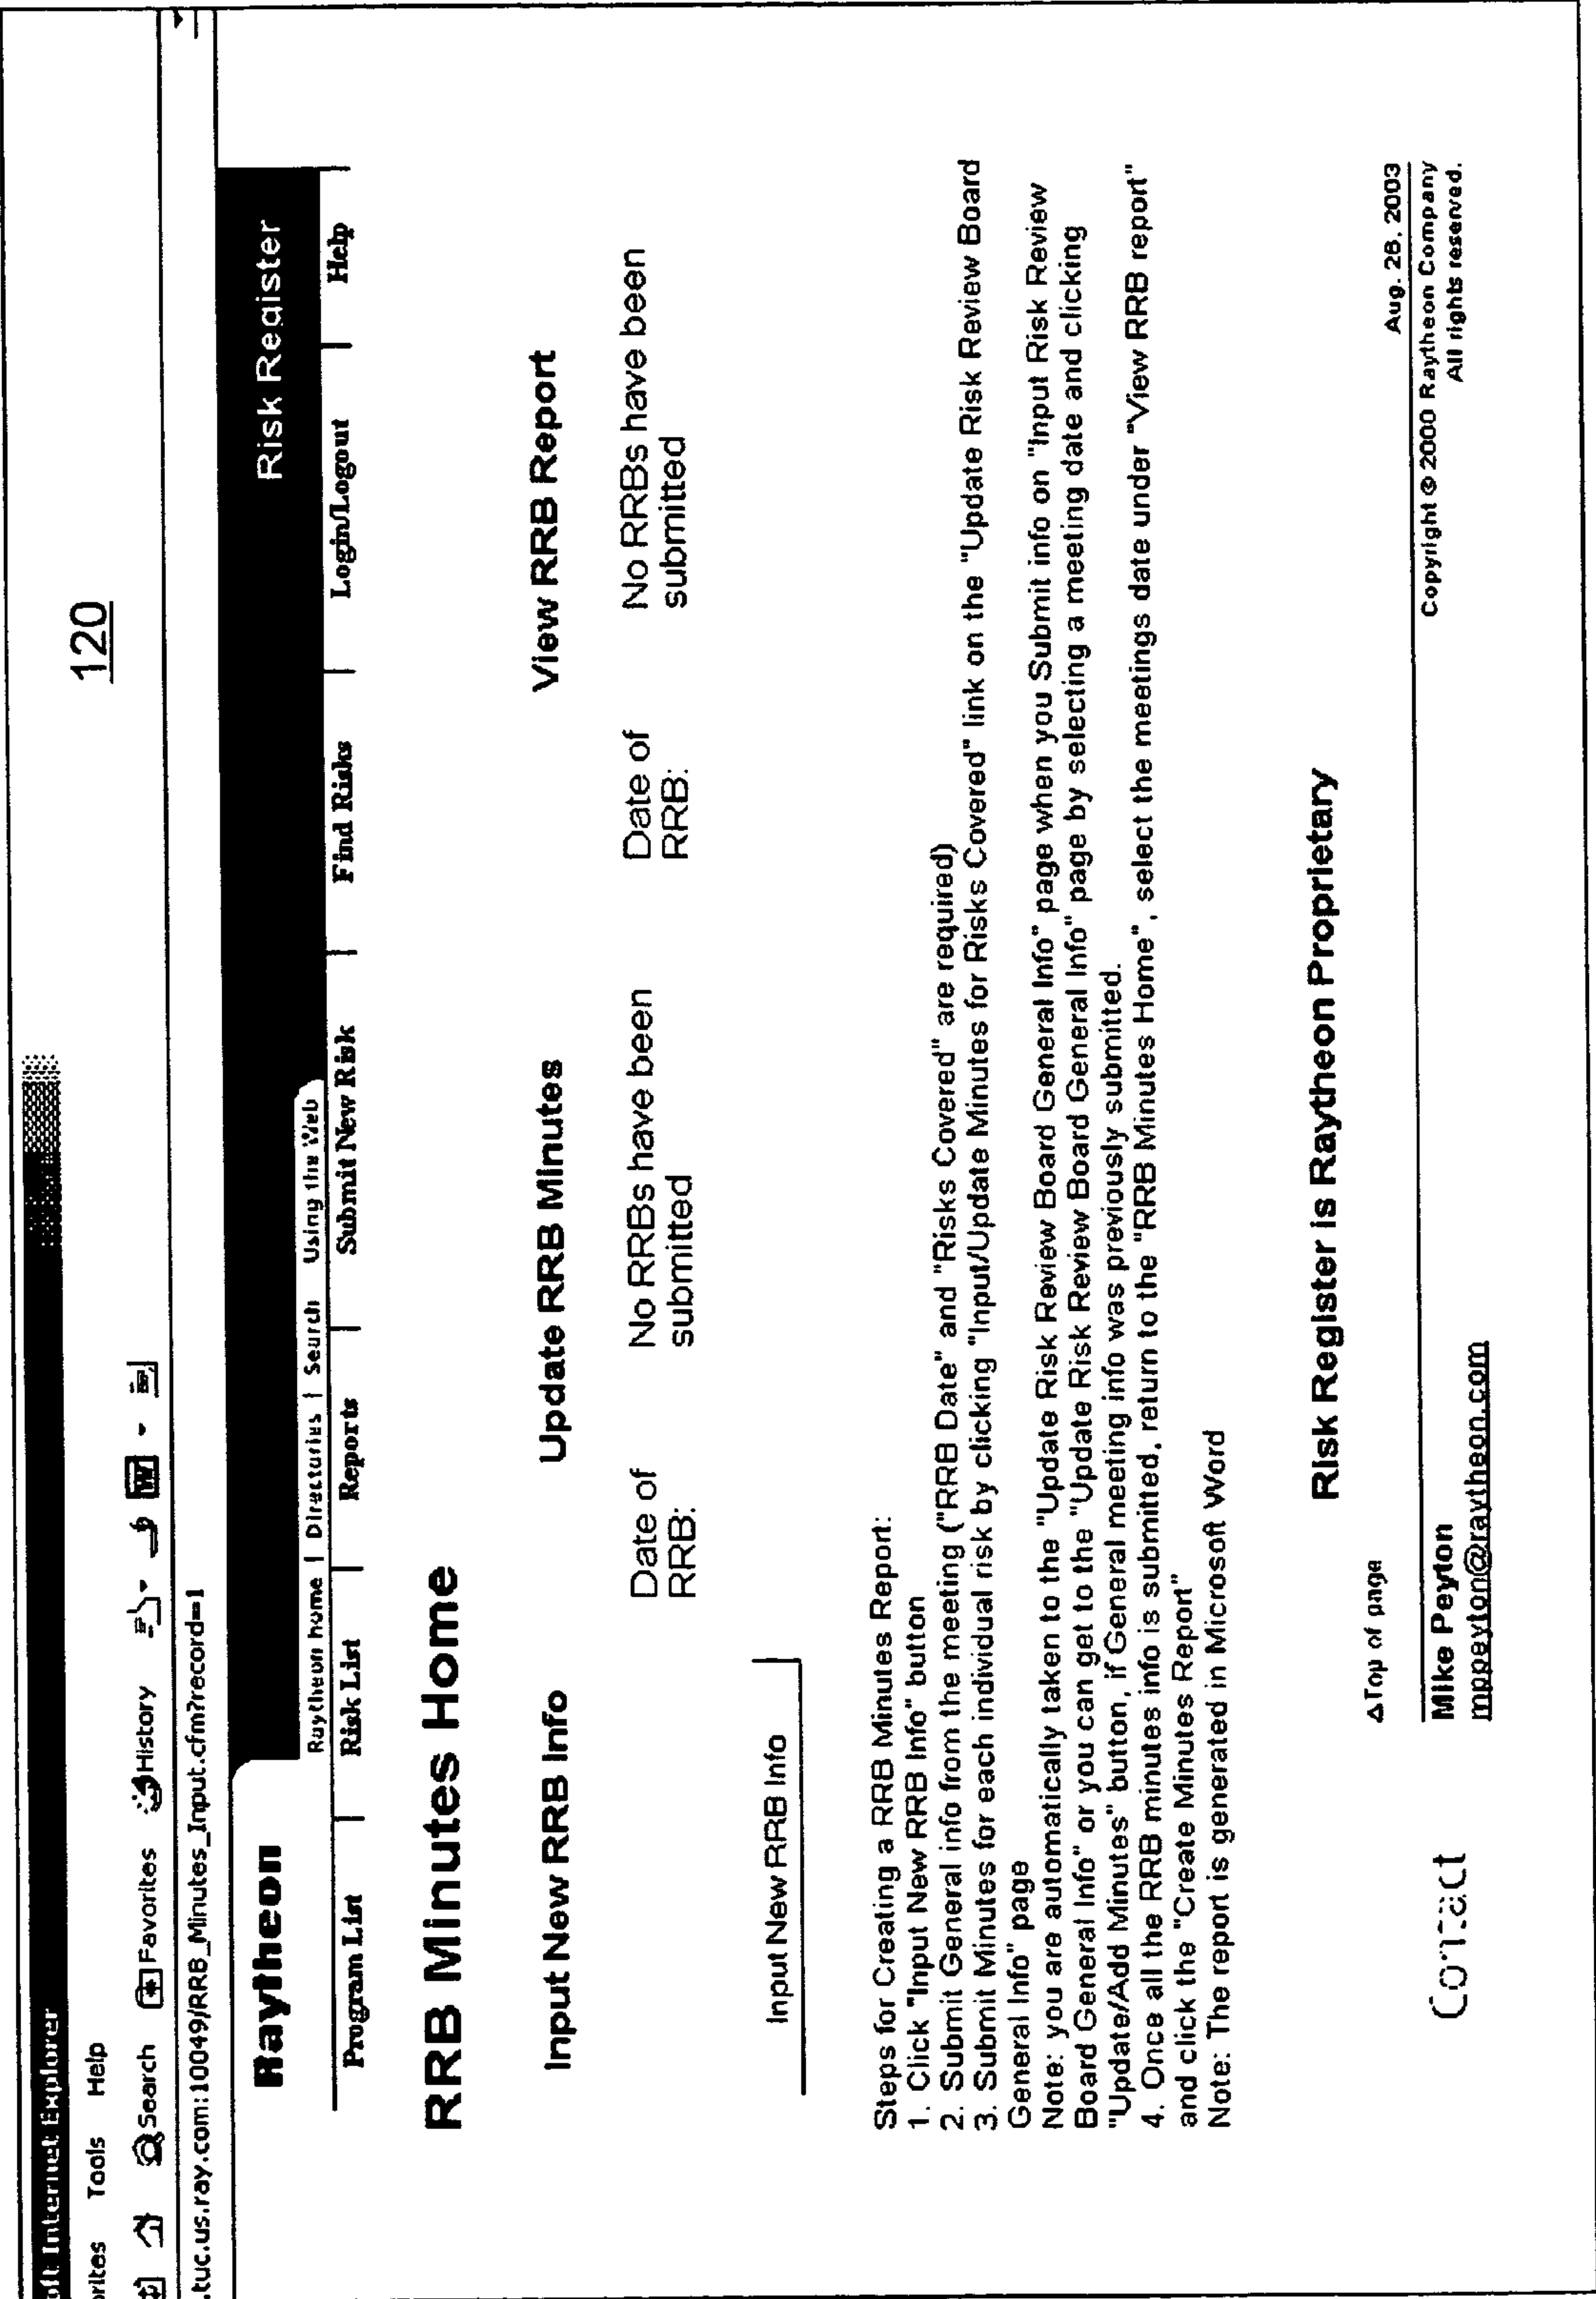 oft Internet Explorer
120
orites Tools Help
Search Favorites History
.tuc.us.ray.com:10049/RRB_Minutes_Input.cfm?record=1
Raytheon
Risk Register
Raytheon home | Directories | Search Using the Web
Program List Risk List Reports Submit New Risk Find Risks Login/Logout Help
RRB Minutes Home
Input New RRB Info Update RRB Minutes View RRB Report
Date of RRB: No RRBs have been submitted Date of RRB: No RRBs have been submitted
Input New RRB Info
Steps for Creating a RRB Minutes Report:
1. Click "Input New RRB Info" button
2. Submit General info from the meeting ("RRB Date" and "Risks Covered" are required)
3. Submit Minutes for each individual risk by clicking "Input/Update Minutes for Risks Covered" link on the "Update Risk Review Board
General Info" page
Note: you are automatically taken to the "Update Risk Review Board General Info" page when you Submit info on "Input Risk Review
Board General Info" or you can get to the "Update Risk Review Board General Info" page by selecting a meeting date and clicking
"Update/Add Minutes" button, if General meeting info was previously submitted.
4. Once all the RRB minutes info is submitted, return to the "RRB Minutes Home", select the meetings date under "View RRB report"
and click the "Create Minutes Report"
Note: The report is generated in Microsoft Word
Risk Register is Raytheon Proprietary
△Top of page
Aug. 28, 2003
Contact
Mike Peyton
mppeyton@raytheon.com
Copyright © 2000 Raytheon Company
All rights reserved.